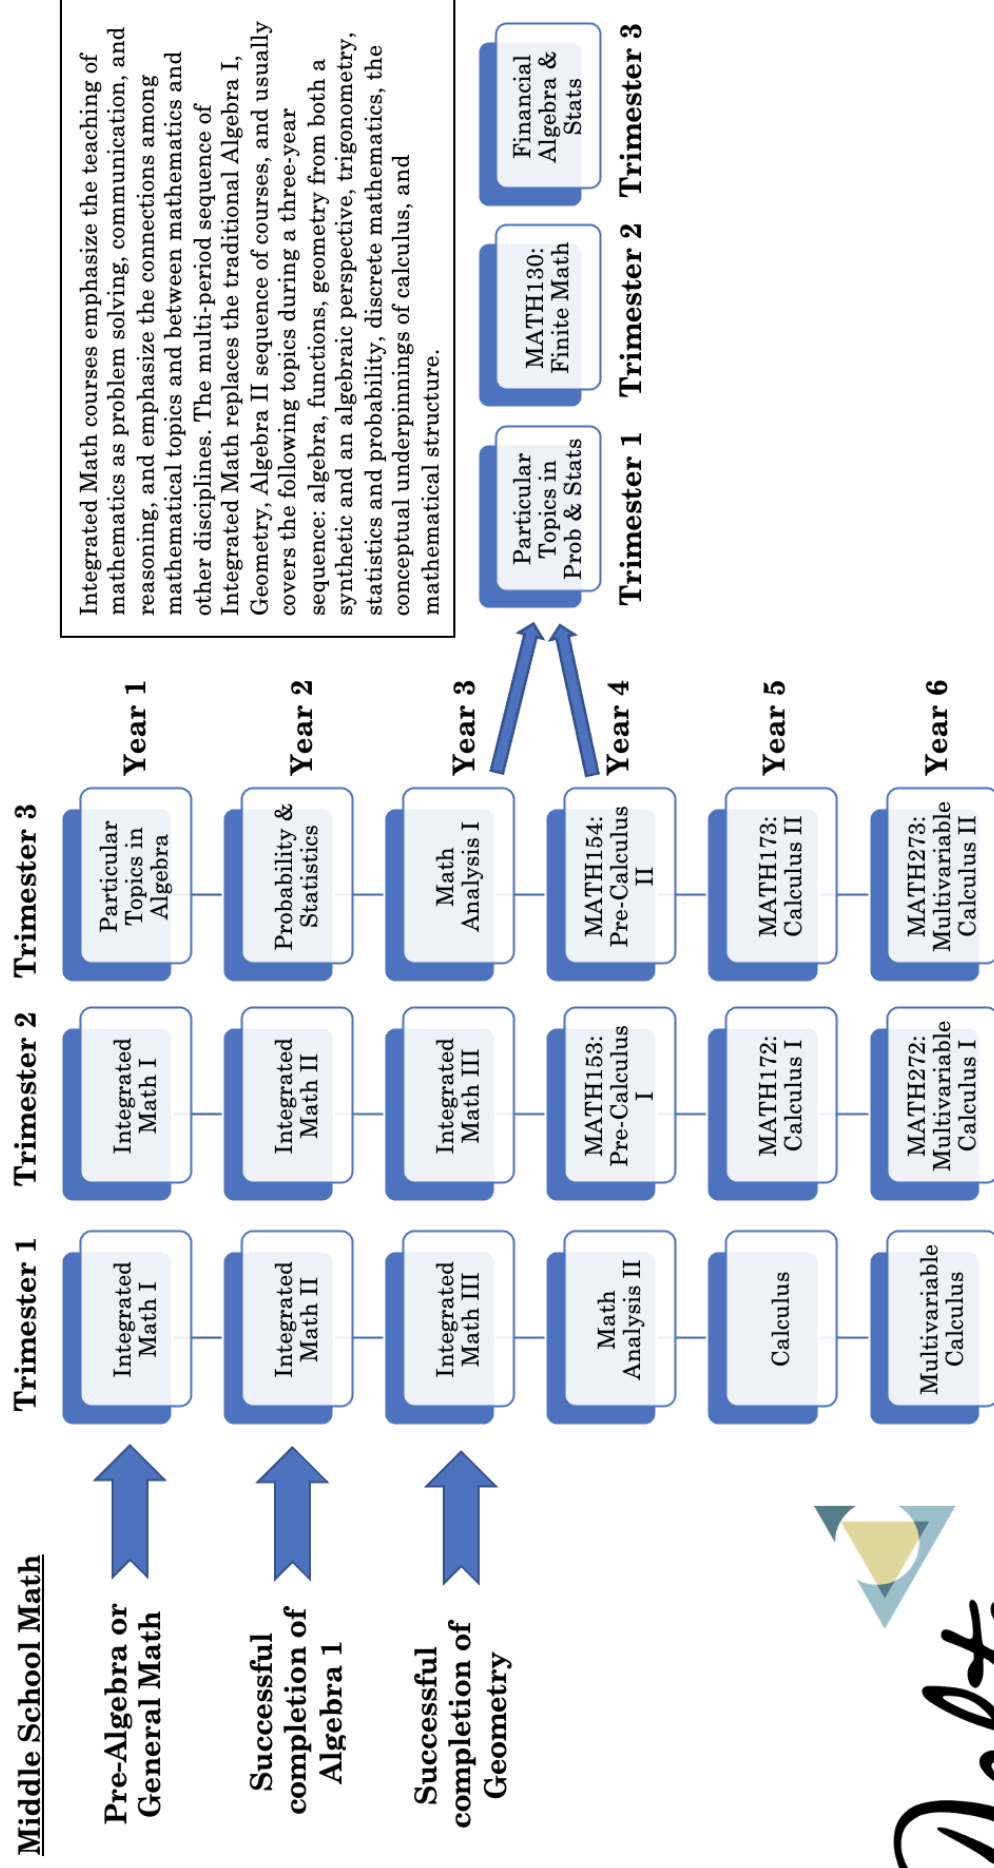 Middle School Math
Trimester 1
Trimester 2
Trimester 3
Pre-Algebra or
General Math
Integrated
Math I
Integrated
Math I
Particular
Topics in
Algebra
Year 1
Successful
completion of
Algebra 1
Integrated
Math II
Integrated
Math II
Probability &
Statistics
Year 2
Successful
completion of
Geometry
Integrated
Math III
Integrated
Math III
Math
Analysis I
Year 3
Math
Analysis II
MATH153:
Pre-Calculus
I
MATH154:
Pre-Calculus
II
Year 4
Calculus
MATH172:
Calculus I
MATH173:
Calculus II
Year 5
Multivariable
Calculus
MATH272:
Multivariable
Calculus I
MATH273:
Multivariable
Calculus II
Year 6
Integrated Math courses emphasize the teaching of
mathematics as problem solving, communication, and
reasoning, and emphasize the connections among
mathematical topics and between mathematics and
other disciplines. The multi-period sequence of
Integrated Math replaces the traditional Algebra I,
Geometry, Algebra II sequence of courses, and usually
covers the following topics during a three-year
sequence: algebra, functions, geometry from both a
synthetic and an algebraic perspective, trigonometry,
statistics and probability, discrete mathematics, the
conceptual underpinnings of calculus, and
mathematical structure.
Particular
Topics in
Prob & Stats
MATH130:
Finite Math
Financial
Algebra &
Stats
Trimester 1
Trimester 2
Trimester 3